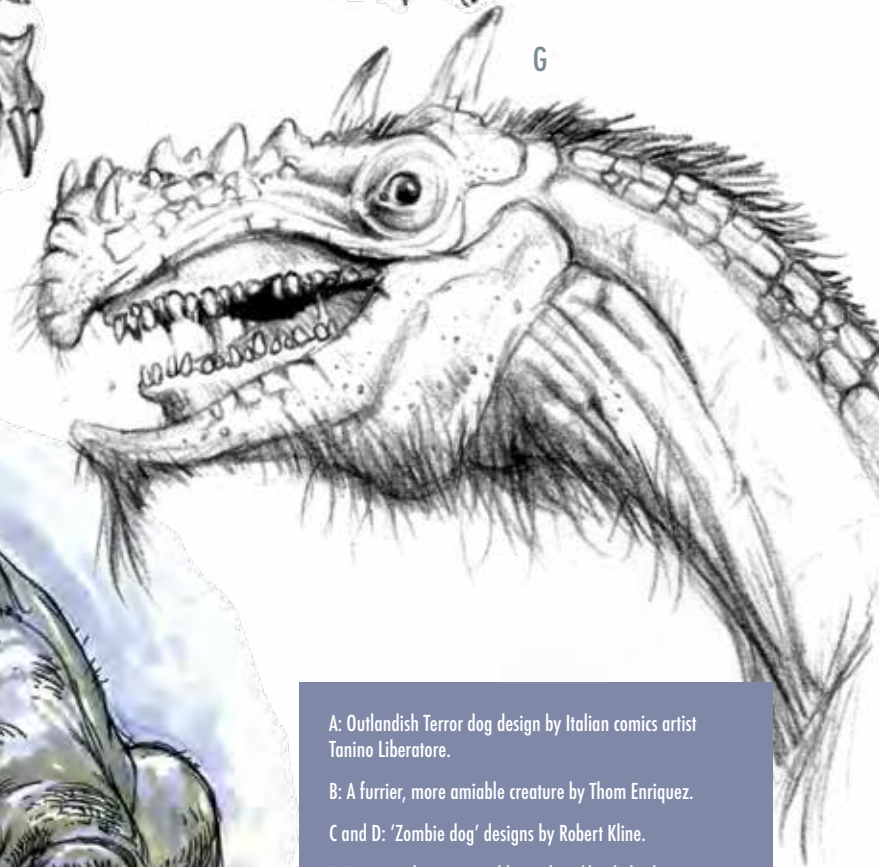 G
A: Outlandish Terror dog design by Italian comics artist
Tanino Liberatore.
B: A furrier, more amiable creature by Thom Enriquez.
C and D: ‘Zombie dog’ designs by Robert Kline.